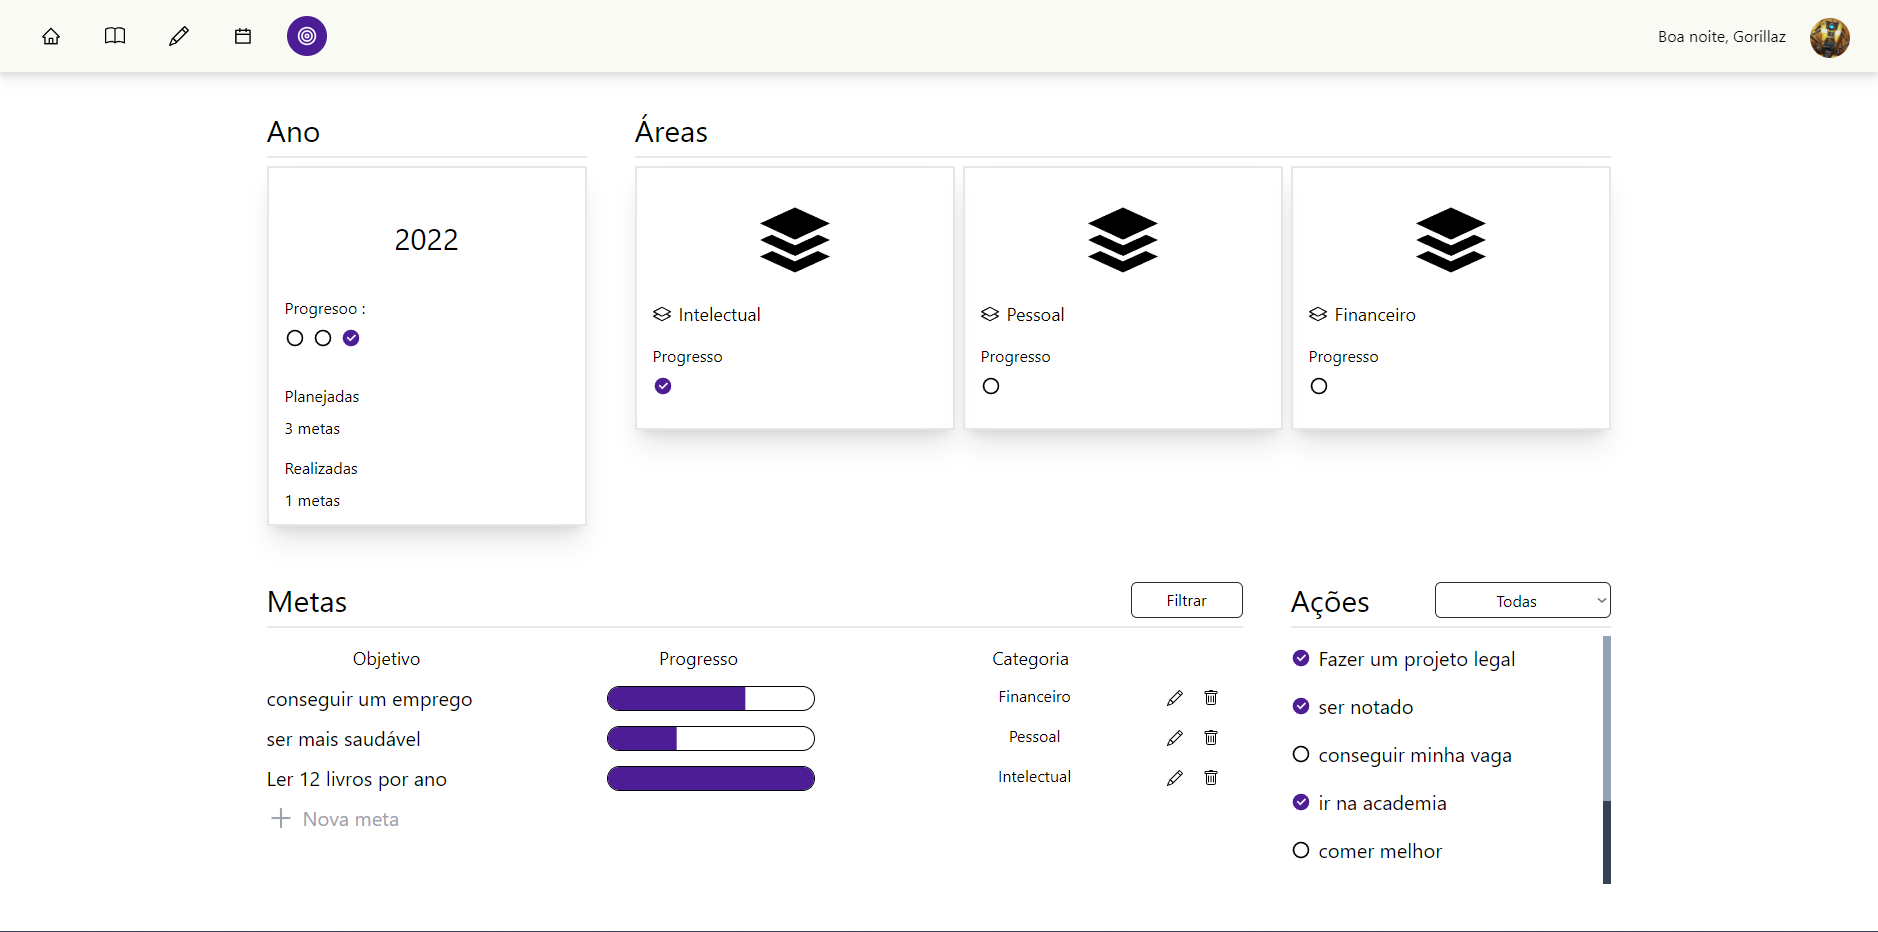 Boa noite, Gorillaz
Ano
2022
Progresoo :
Planejadas
3 metas
Realizadas
1 metas
Áreas
Intelectual
Progresso
Pessoal
Progresso
Financeiro
Progresso
Metas
Filtrar
Objetivo Progresso Categoria
conseguir um emprego Financeiro
ser mais saudável Pessoal
Ler 12 livros por ano Intelectual
Nova meta
Ações
Todas
Fazer um projeto legal
ser notado
conseguir minha vaga
ir na academia
comer melhor